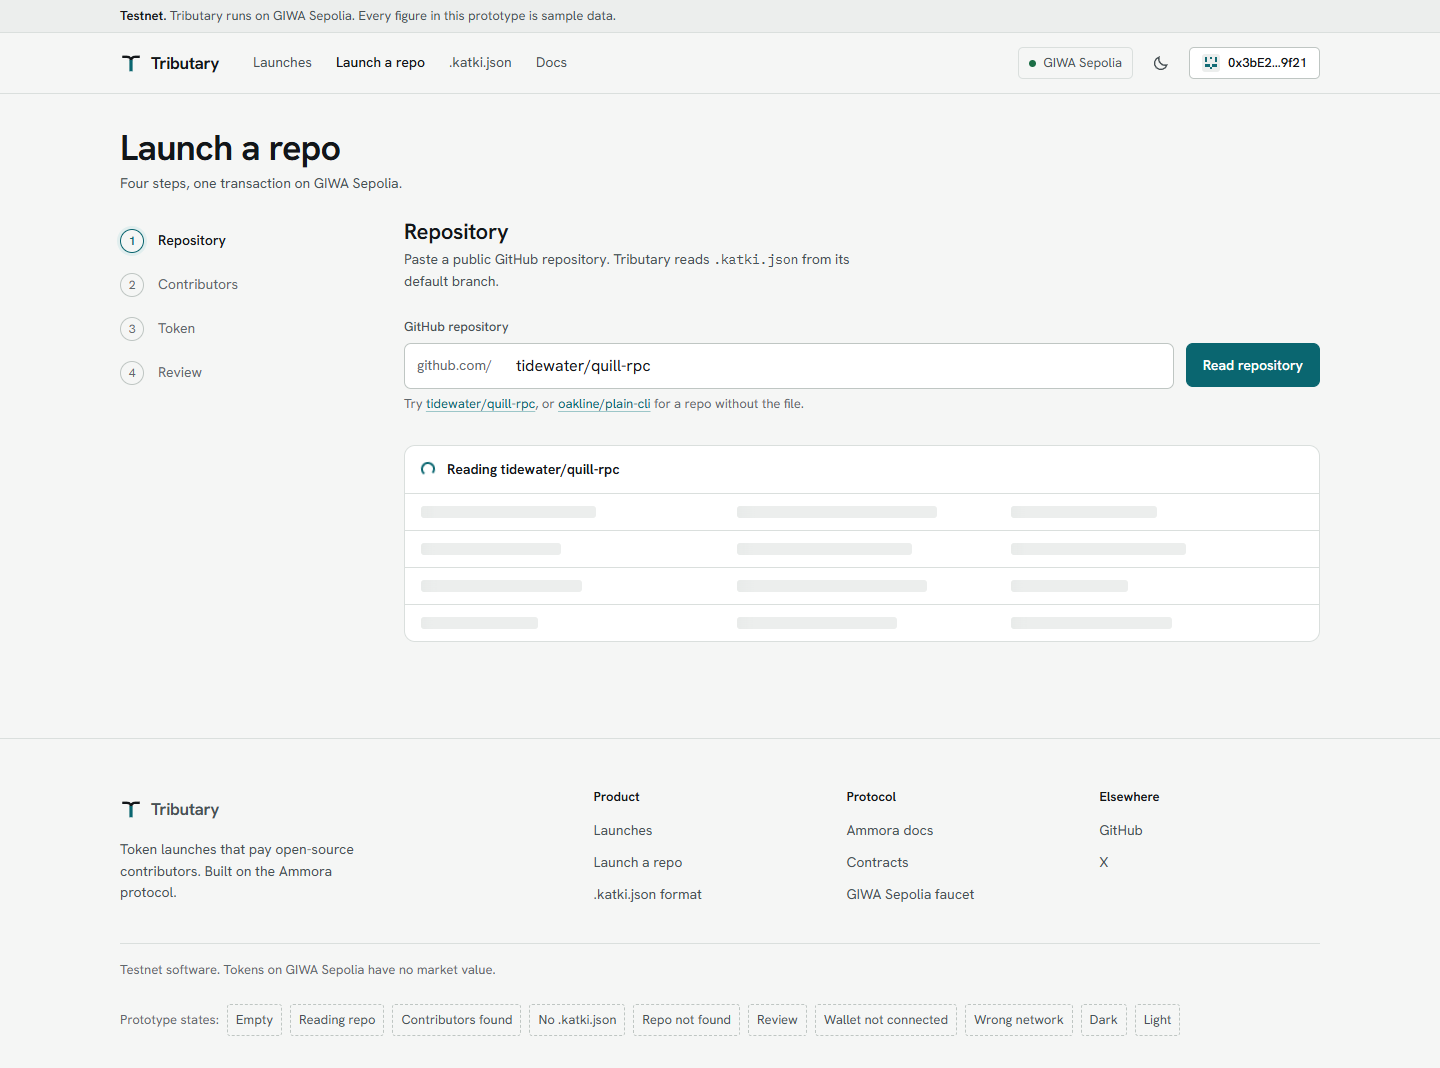 Testnet. Tributary runs on GIWA Sepolia. Every figure in this prototype is sample data.
Tributary Launches Launch a repo .katki.json Docs GIWA Sepolia 0x3bE2...9f21
Launch a repo
Four steps, one transaction on GIWA Sepolia.
1 Repository
2 Contributors
3 Token
4 Review
Repository
Paste a public GitHub repository. Tributary reads .katki.json from its
default branch.
GitHub repository
github.com/ tidewater/quill-rpc Read repository
Try tidewater/quill-rpc, or oakline/plain-cli for a repo without the file.
Reading tidewater/quill-rpc
Tributary
Token launches that pay open-source
contributors. Built on the Ammora
protocol.
Product
Launches
Launch a repo
.katki.json format
Protocol
Ammora docs
Contracts
GIWA Sepolia faucet
Elsewhere
GitHub
X
Testnet software. Tokens on GIWA Sepolia have no market value.
Prototype states: Empty Reading repo Contributors found No .katki.json Repo not found Review Wallet not connected Wrong network Dark Light